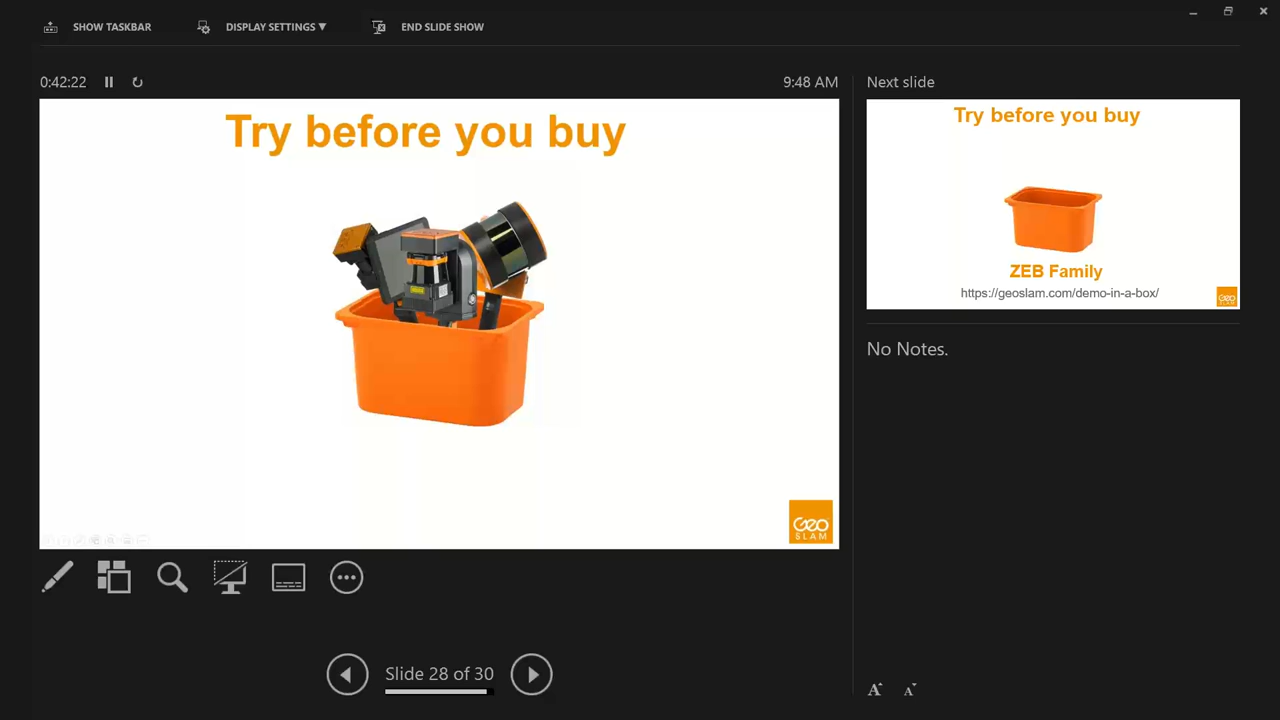 SHOW TASKBAR
DISPLAY SETTINGS ▼
END SLIDE SHOW
0:42:22
9:48 AM
Try before you buy
Geo
SLAM
Slide 28 of 30
Next slide
Try before you buy
ZEB Family
https://geoslam.com/demo-in-a-box/
Geo
SLAM
No Notes.
A A